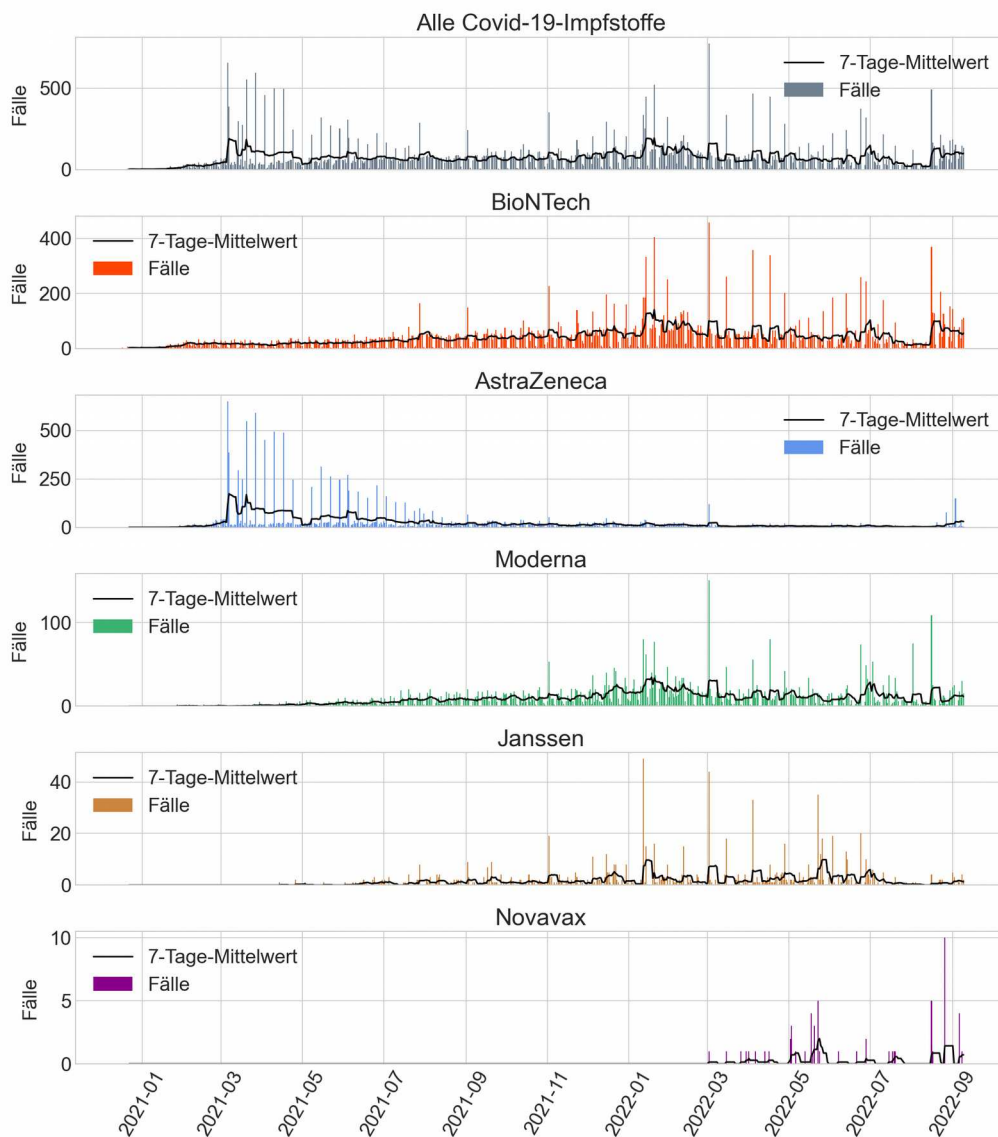 Alle Covid-19-Impfstoffe
Fälle
500
0
7-Tage-Mittelwert
Fälle
BioNTech
Fälle
400
200
0
7-Tage-Mittelwert
Fälle
AstraZeneca
Fälle
500
250
0
7-Tage-Mittelwert
Fälle
Moderna
Fälle
100
0
7-Tage-Mittelwert
Fälle
Janssen
Fälle
40
20
0
7-Tage-Mittelwert
Fälle
Novavax
Fälle
10
5
0
7-Tage-Mittelwert
Fälle
2021-01
2021-03
2021-05
2021-07
2021-09
2021-11
2022-01
2022-03
2022-05
2022-07
2022-09